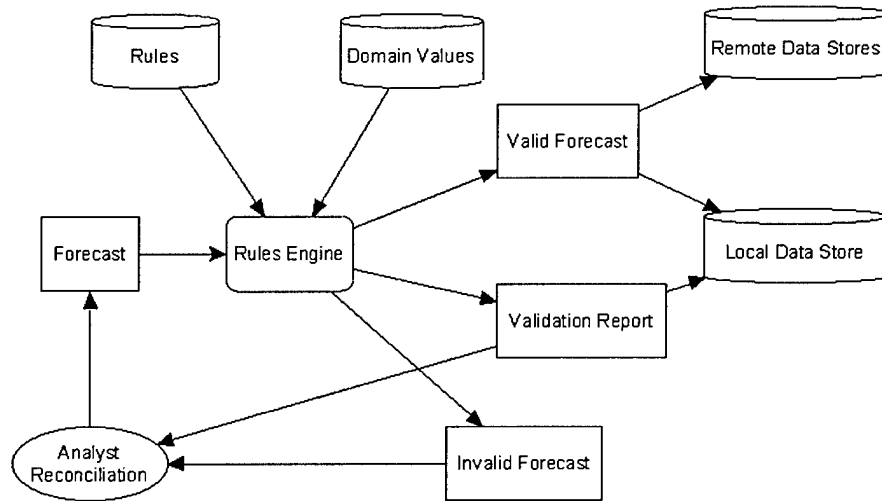 Rules
Domain Values
Remote Data Stores
Valid Forecast
Forecast
Rules Engine
Local Data Store
Validation Report
Analyst
Reconciliation
Invalid Forecast